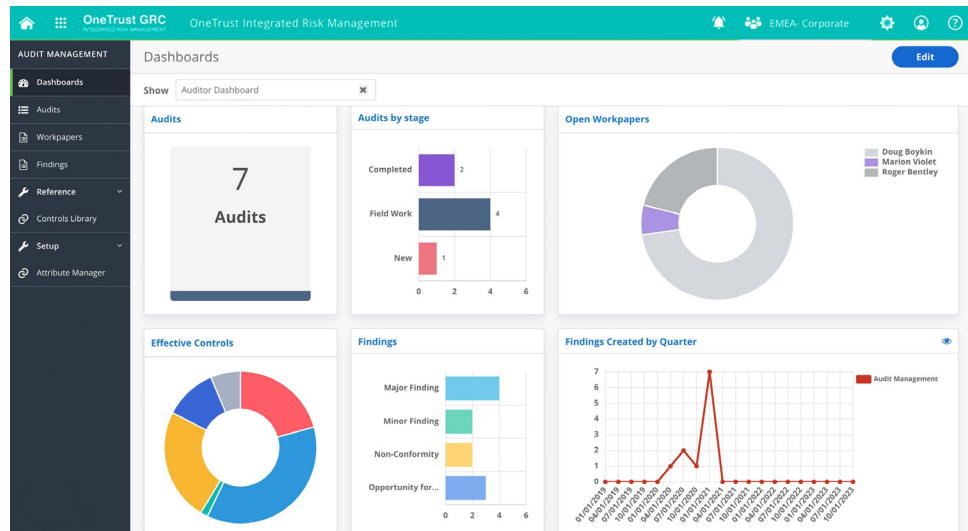 OneTrust GRC
INTEGRATED RISK MANAGEMENT
OneTrust Integrated Risk Management
EMEA- Corporate
AUDIT MANAGEMENT
Dashboards
Audits
Workpapers
Findings
Reference
Controls Library
Setup
Attribute Manager
Dashboards
Edit
Show
Auditor Dashboard
Audits
7
Audits
Audits by stage
Completed
2
Field Work
4
New
1
0 2 4 6
Open Workpapers
Doug Boykin
Marion Violet
Roger Bentley
Effective Controls
Findings
Major Finding
Minor Finding
Non-Conformity
Opportunity for...
0 2 4 6
Findings Created by Quarter
Audit Management
7
6
5
4
3
2
1
0
01/01/2019
04/01/2019
07/01/2019
10/01/2019
01/01/2020
04/01/2020
07/01/2020
10/01/2020
01/01/2021
04/01/2021
07/01/2021
10/01/2021
01/01/2022
04/01/2022
07/01/2022
10/01/2022
01/01/2023
04/01/2023
07/01/2023
10/01/2023